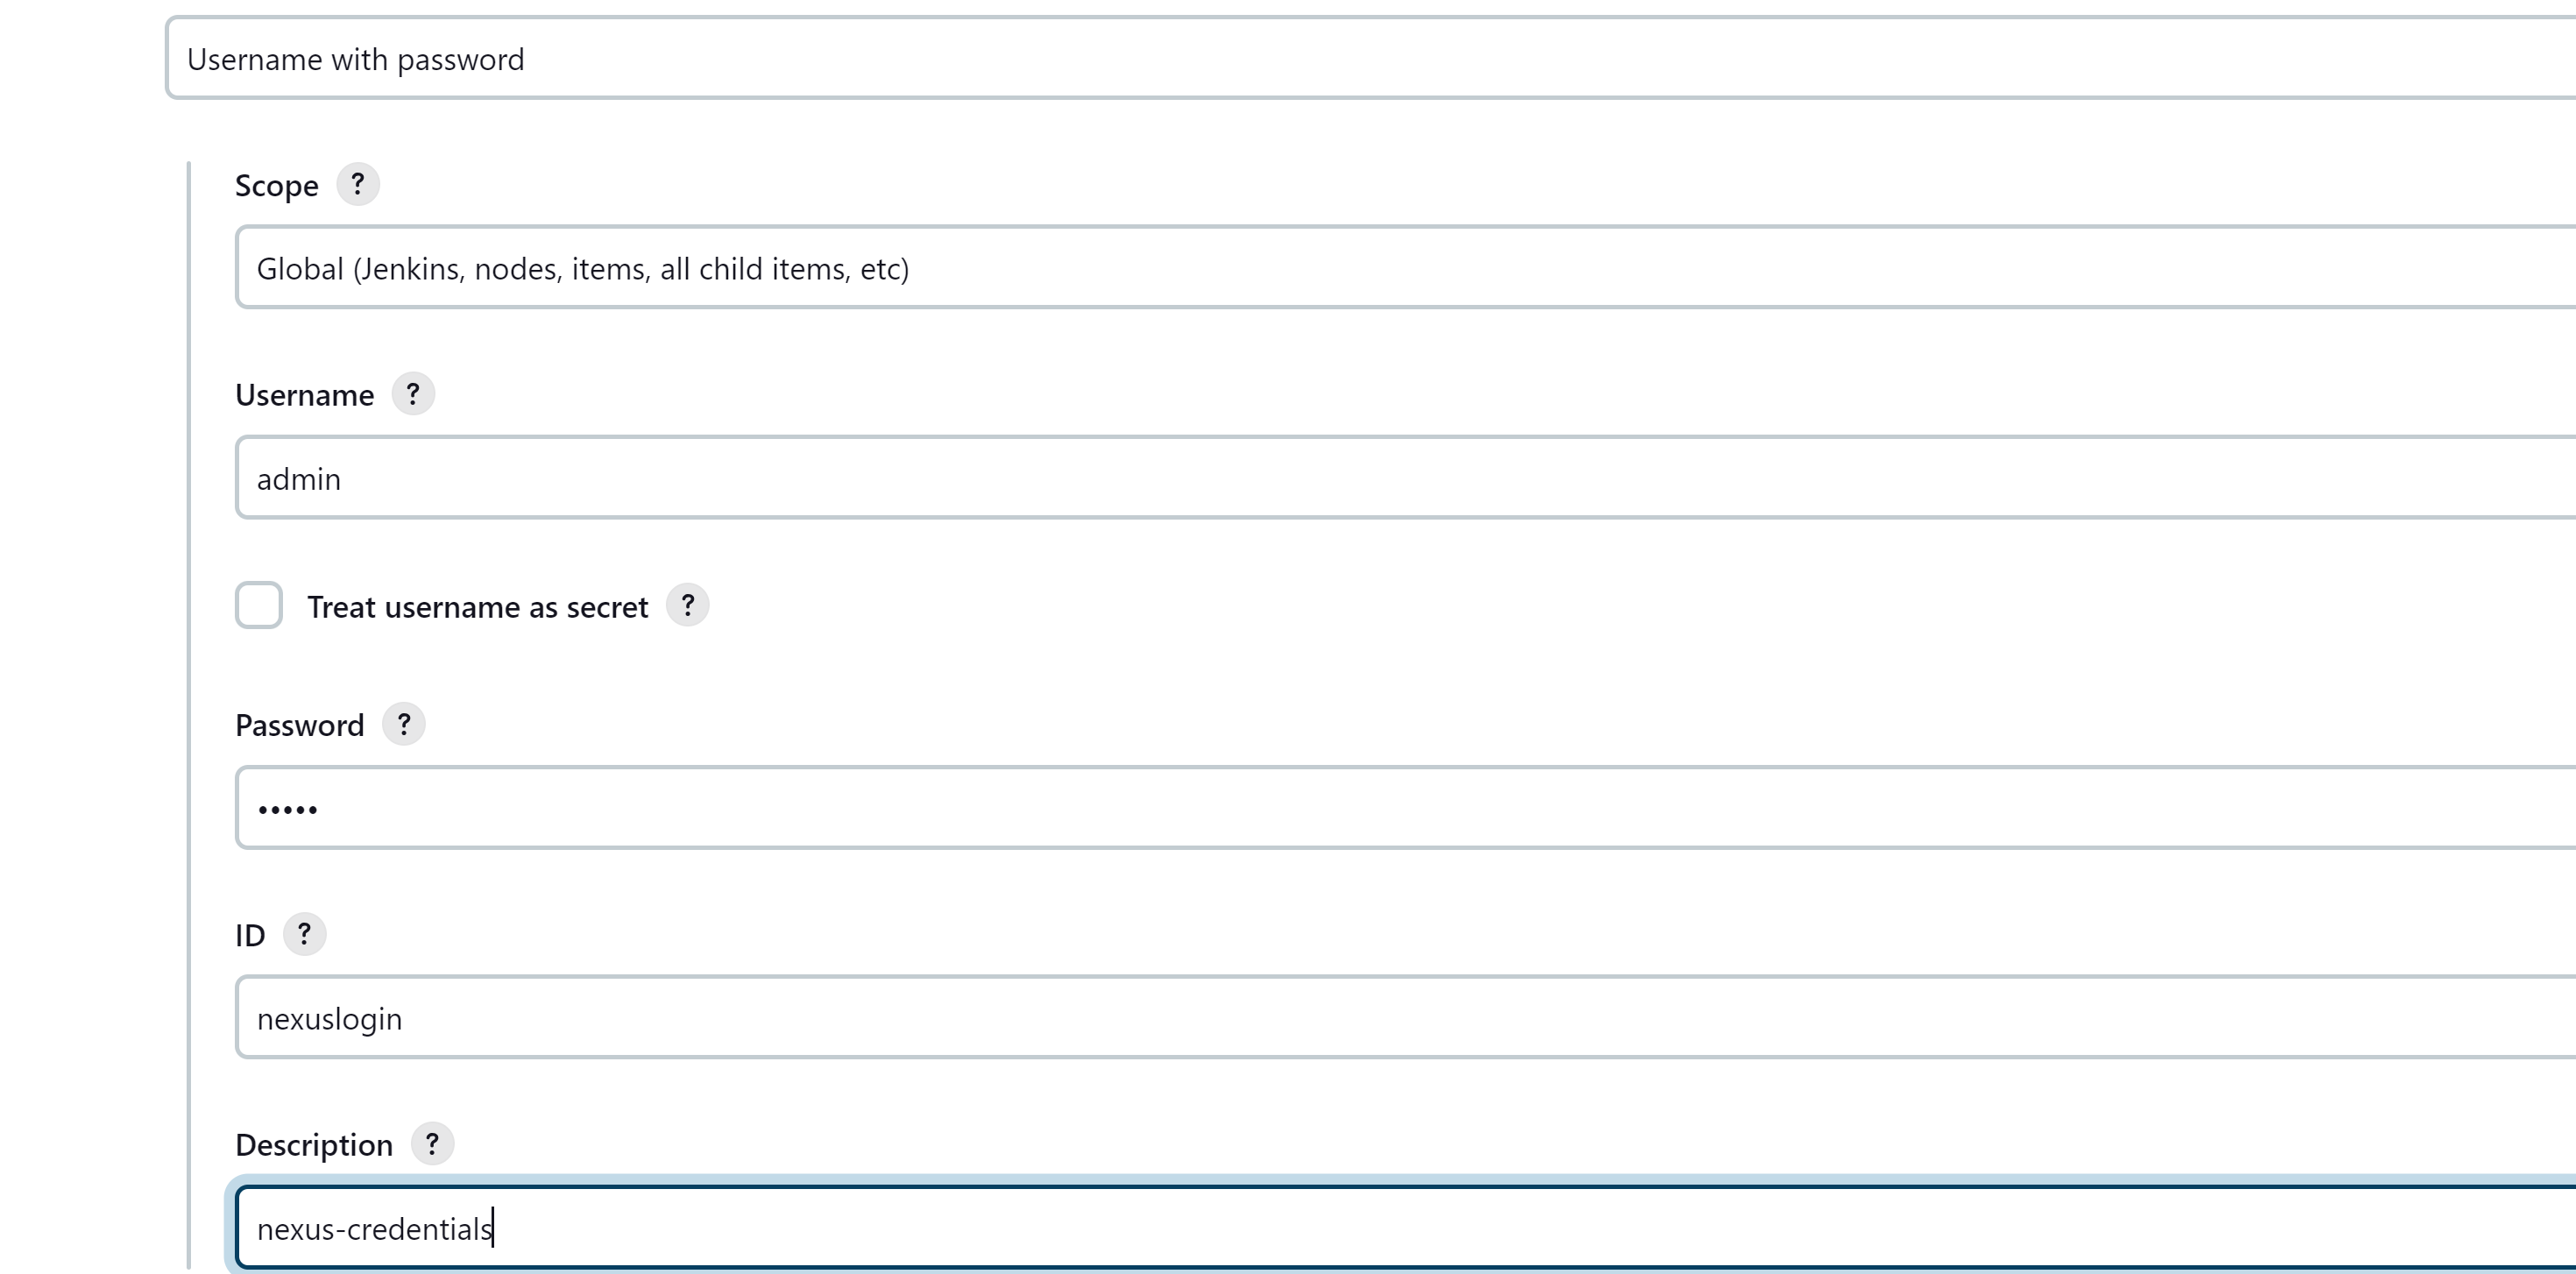 Username with password
Scope ?
Global (Jenkins, nodes, items, all child items, etc)
Username ?
admin
Treat username as secret ?
Password ?
•••••
ID ?
nexuslogin
Description ?
nexus-credentials